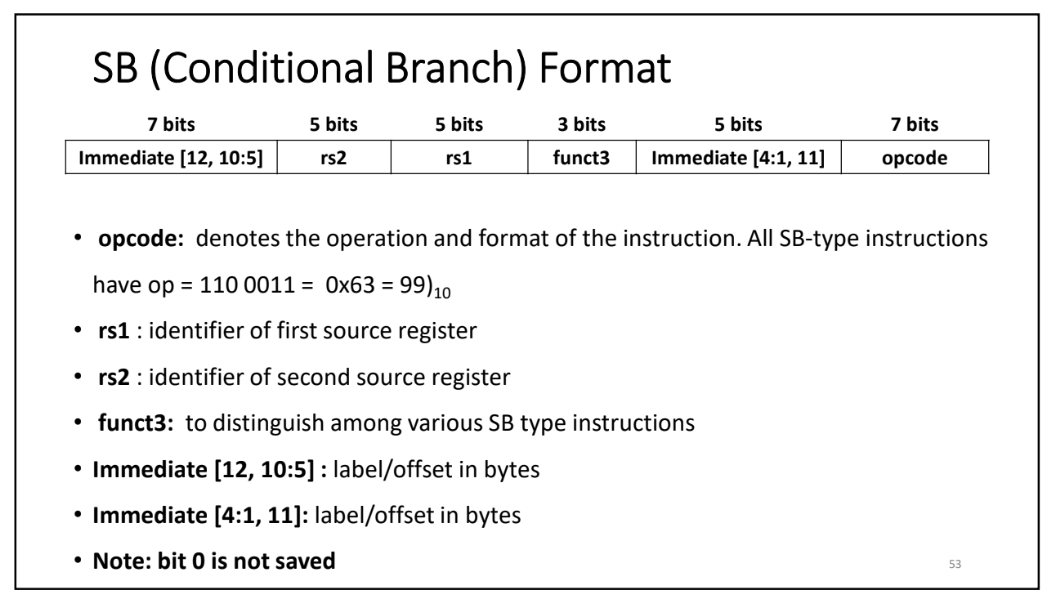 SB (Conditional Branch) Format
7 bits 5 bits 5 bits 3 bits 5 bits 7 bits
Immediate [12, 10:5] rs2 rs1 funct3 Immediate [4:1, 11] opcode
• opcode: denotes the operation and format of the instruction. All SB-type instructions
have op = 110 0011 = 0x63 = 99)₁₀
• rs1 : identifier of first source register
• rs2 : identifier of second source register
• funct3: to distinguish among various SB type instructions
• Immediate [12, 10:5] : label/offset in bytes
• Immediate [4:1, 11]: label/offset in bytes
• Note: bit 0 is not saved
53